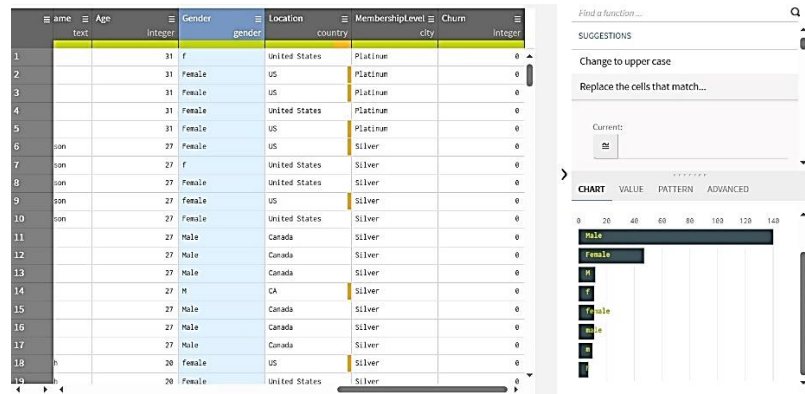 ame Age Gender Location MembershipLevel Churn
text integer gender country city integer
1 31 f United States Platinum 0
2 31 Female US Platinum 0
3 31 Female US Platinum 0
4 31 Female United States Platinum 0
5 31 Female US Platinum 0
6 son 27 Female US Silver 0
7 son 27 f United States Silver 0
8 son 27 Female United States Silver 0
9 son 27 female US Silver 0
10 son 27 Female United States Silver 0
11 27 Male Canada Silver 0
12 27 Male Canada Silver 0
13 27 Male Canada Silver 0
14 27 M CA Silver 0
15 27 Male Canada Silver 0
16 27 Male Canada Silver 0
17 27 Male Canada Silver 0
18 h 20 female US Silver 0
19 h 20 Female United States Silver 0
Find a function ...
SUGGESTIONS
Change to upper case
Replace the cells that match...
Current:
≅
CHART VALUE PATTERN ADVANCED
0 20 40 60 80 100 120 140
Male
Female
M
f
female
male
m